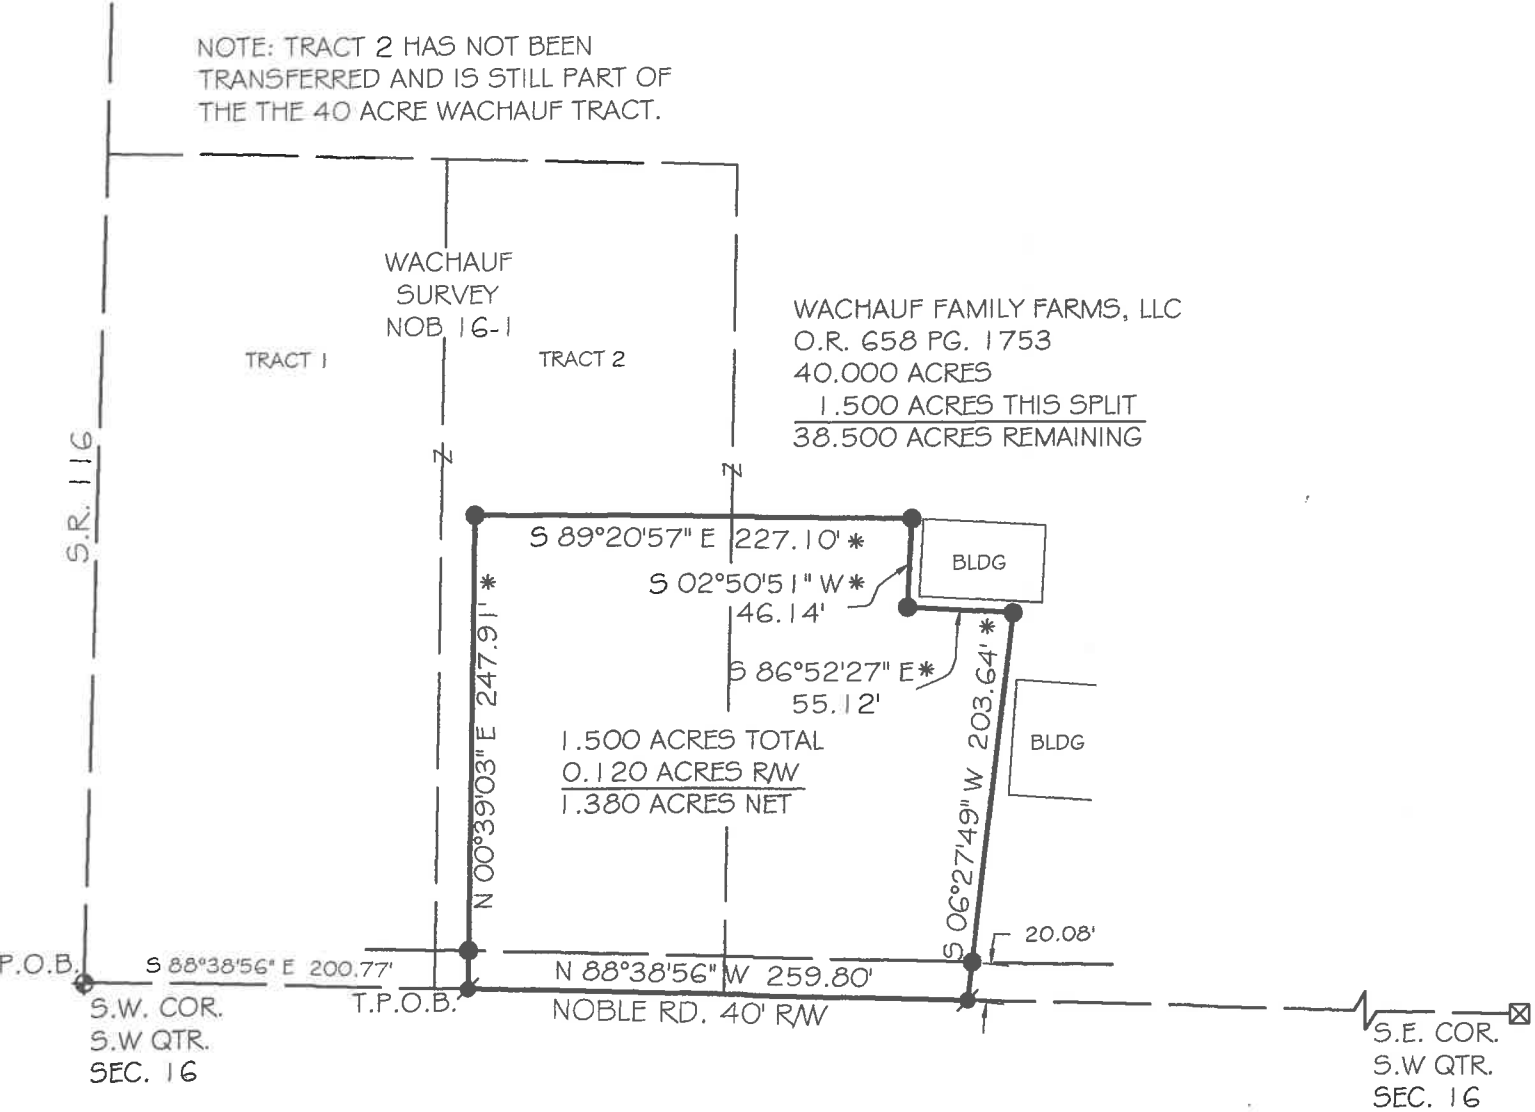 NOTE: TRACT 2 HAS NOT BEEN
TRANSFERRED AND IS STILL PART OF
THE THE 40 ACRE WACHAUF TRACT.
WACHAUF
SURVEY
NOB 16-1
TRACT 1
TRACT 2
WACHAUF FAMILY FARMS, LLC
O.R. 658 PG. 1753
40.000 ACRES
1.500 ACRES THIS SPLIT
38.500 ACRES REMAINING
S.R. 116
Z
Z
S 89°20'57" E 227.10' *
BLDG
S 02°50'51" W *
46.14'
N 00°39'03" E 247.91' *
S 86°52'27" E *
55.12'
S 06°27'49" W 203.64' *
BLDG
1.500 ACRES TOTAL
0.120 ACRES R/W
1.380 ACRES NET
20.08'
P.O.B.
S 88°38'56" E 200.77'
N 88°38'56" W 259.80'
T.P.O.B.
NOBLE RD. 40' R/W
S.W. COR.
S.W QTR.
SEC. 16
S.E. COR.
S.W QTR.
SEC. 16